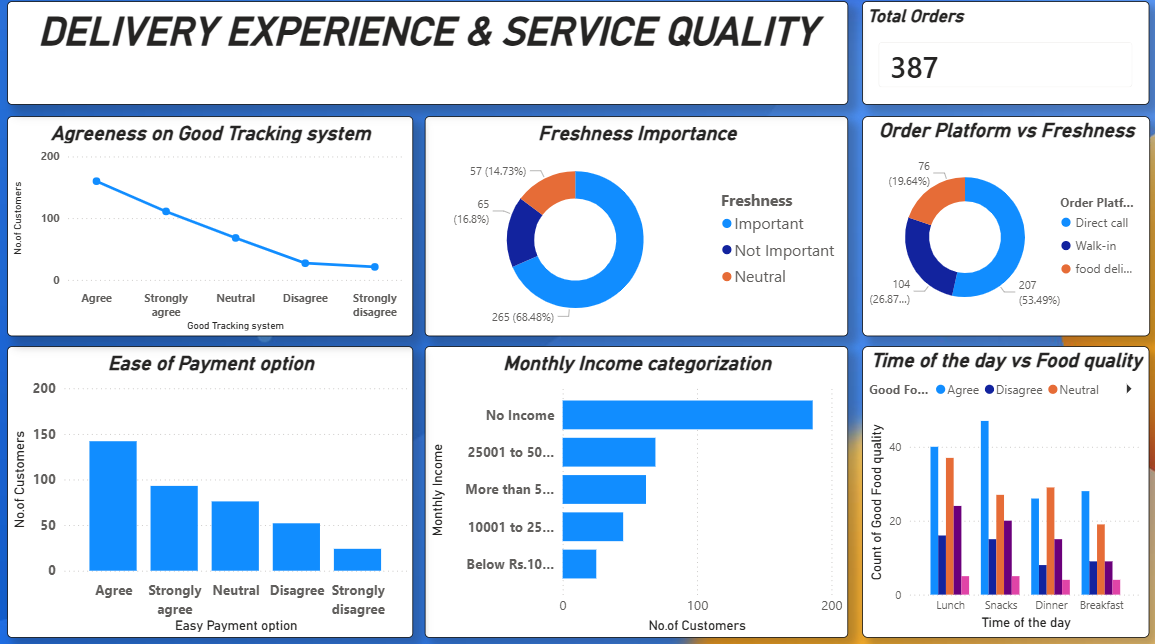 DELIVERY EXPERIENCE & SERVICE QUALITY
Total Orders
387
Agreeness on Good Tracking system
200
100
0
No.of Customers
Agree
Strongly agree
Neutral
Disagree
Strongly disagree
Good Tracking system
Freshness Importance
57 (14.73%)
65
(16.8%)
265 (68.48%)
Freshness
Important
Not Important
Neutral
Order Platform vs Freshness
76
(19.64%)
104
(26.87...)
207
(53.49%)
Order Platf...
Direct call
Walk-in
food deli...
Ease of Payment option
200
150
100
50
0
No.of Customers
Agree
Strongly agree
Neutral
Disagree
Strongly disagree
Easy Payment option
Monthly Income categorization
Monthly Income
No Income
25001 to 50...
More than 5...
10001 to 25...
Below Rs.10...
0
100
200
No.of Customers
Time of the day vs Food quality
Good Fo...
Agree
Disagree
Neutral
Count of Good Food quality
40
20
0
Lunch
Snacks
Dinner
Breakfast
Time of the day